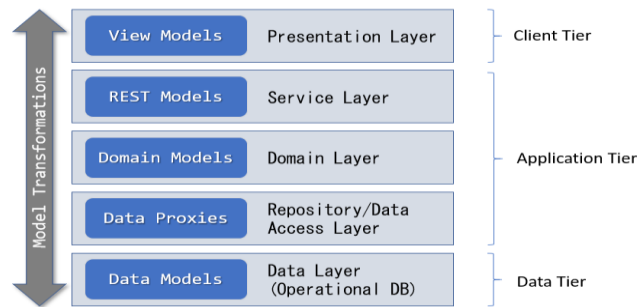 Model Transformations
View Models
Presentation Layer
Client Tier
REST Models
Service Layer
Domain Models
Domain Layer
Application Tier
Data Proxies
Repository/Data
Access Layer
Data Models
Data Layer
(Operational DB)
Data Tier